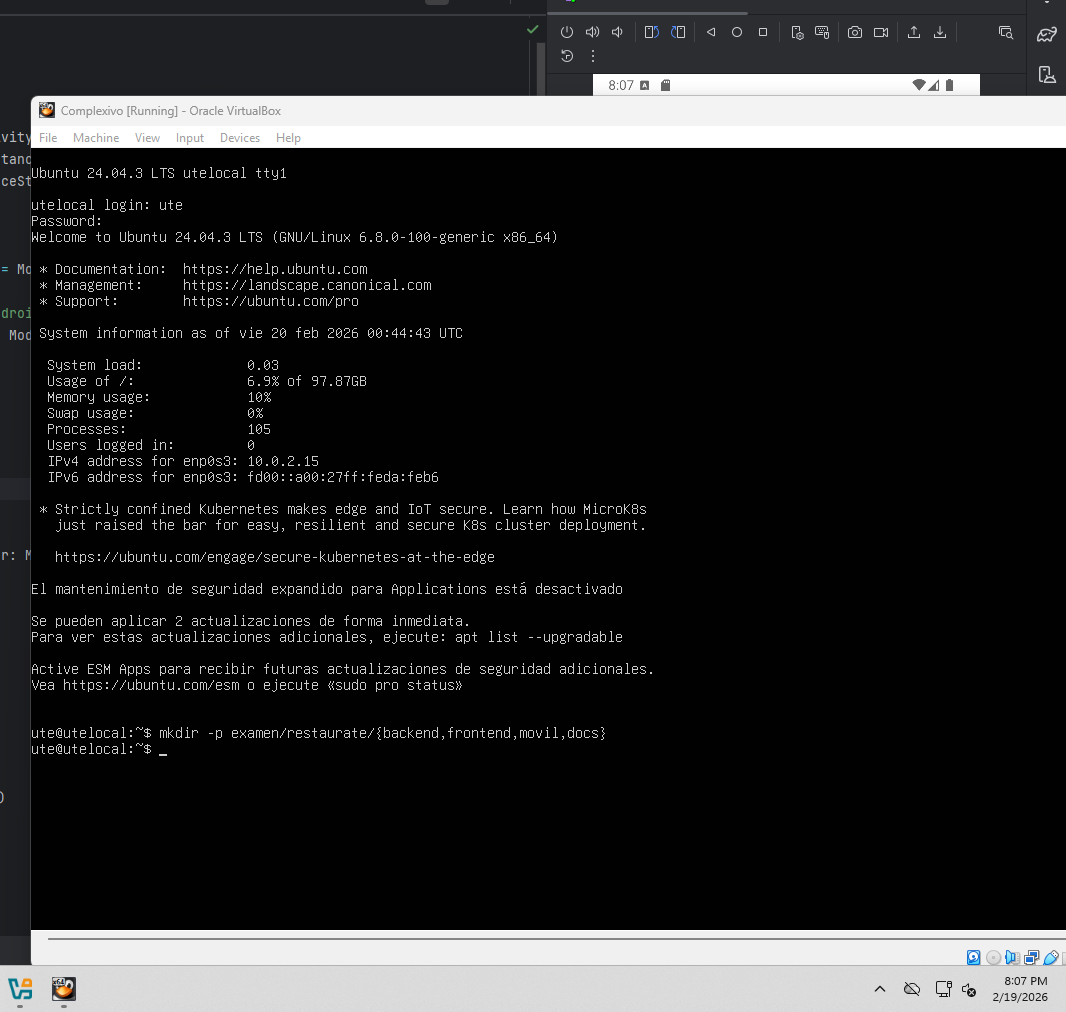 8:07 A
Complexivo [Running] - Oracle VirtualBox
File Machine View Input Devices Help
vity
tand
ceSt
= Mo
droi
Mod
r: M
Ubuntu 24.04.3 LTS utelocal tty1
utelocal login: ute
Password:
Welcome to Ubuntu 24.04.3 LTS (GNU/Linux 6.8.0-100-generic x86_64)
* Documentation: https://help.ubuntu.com
* Management: https://landscape.canonical.com
* Support: https://ubuntu.com/pro
System information as of vie 20 feb 2026 00:44:43 UTC
System load: 0.03
Usage of /: 6.9% of 97.87GB
Memory usage: 10%
Swap usage: 0%
Processes: 105
Users logged in: 0
IPv4 address for enp0s3: 10.0.2.15
IPv6 address for enp0s3: fd00::a00:27ff:feda:feb6
* Strictly confined Kubernetes makes edge and IoT secure. Learn how MicroK8s
just raised the bar for easy, resilient and secure K8s cluster deployment.
https://ubuntu.com/engage/secure-kubernetes-at-the-edge
El mantenimiento de seguridad expandido para Applications está desactivado
Se pueden aplicar 2 actualizaciones de forma inmediata.
Para ver estas actualizaciones adicionales, ejecute: apt list --upgradable
Active ESM Apps para recibir futuras actualizaciones de seguridad adicionales.
Vea https://ubuntu.com/esm o ejecute «sudo pro status»
ute@utelocal:~$ mkdir -p examen/restaurate/{backend,frontend,movil,docs}
ute@utelocal:~$ _
8:07 PM
2/19/2026